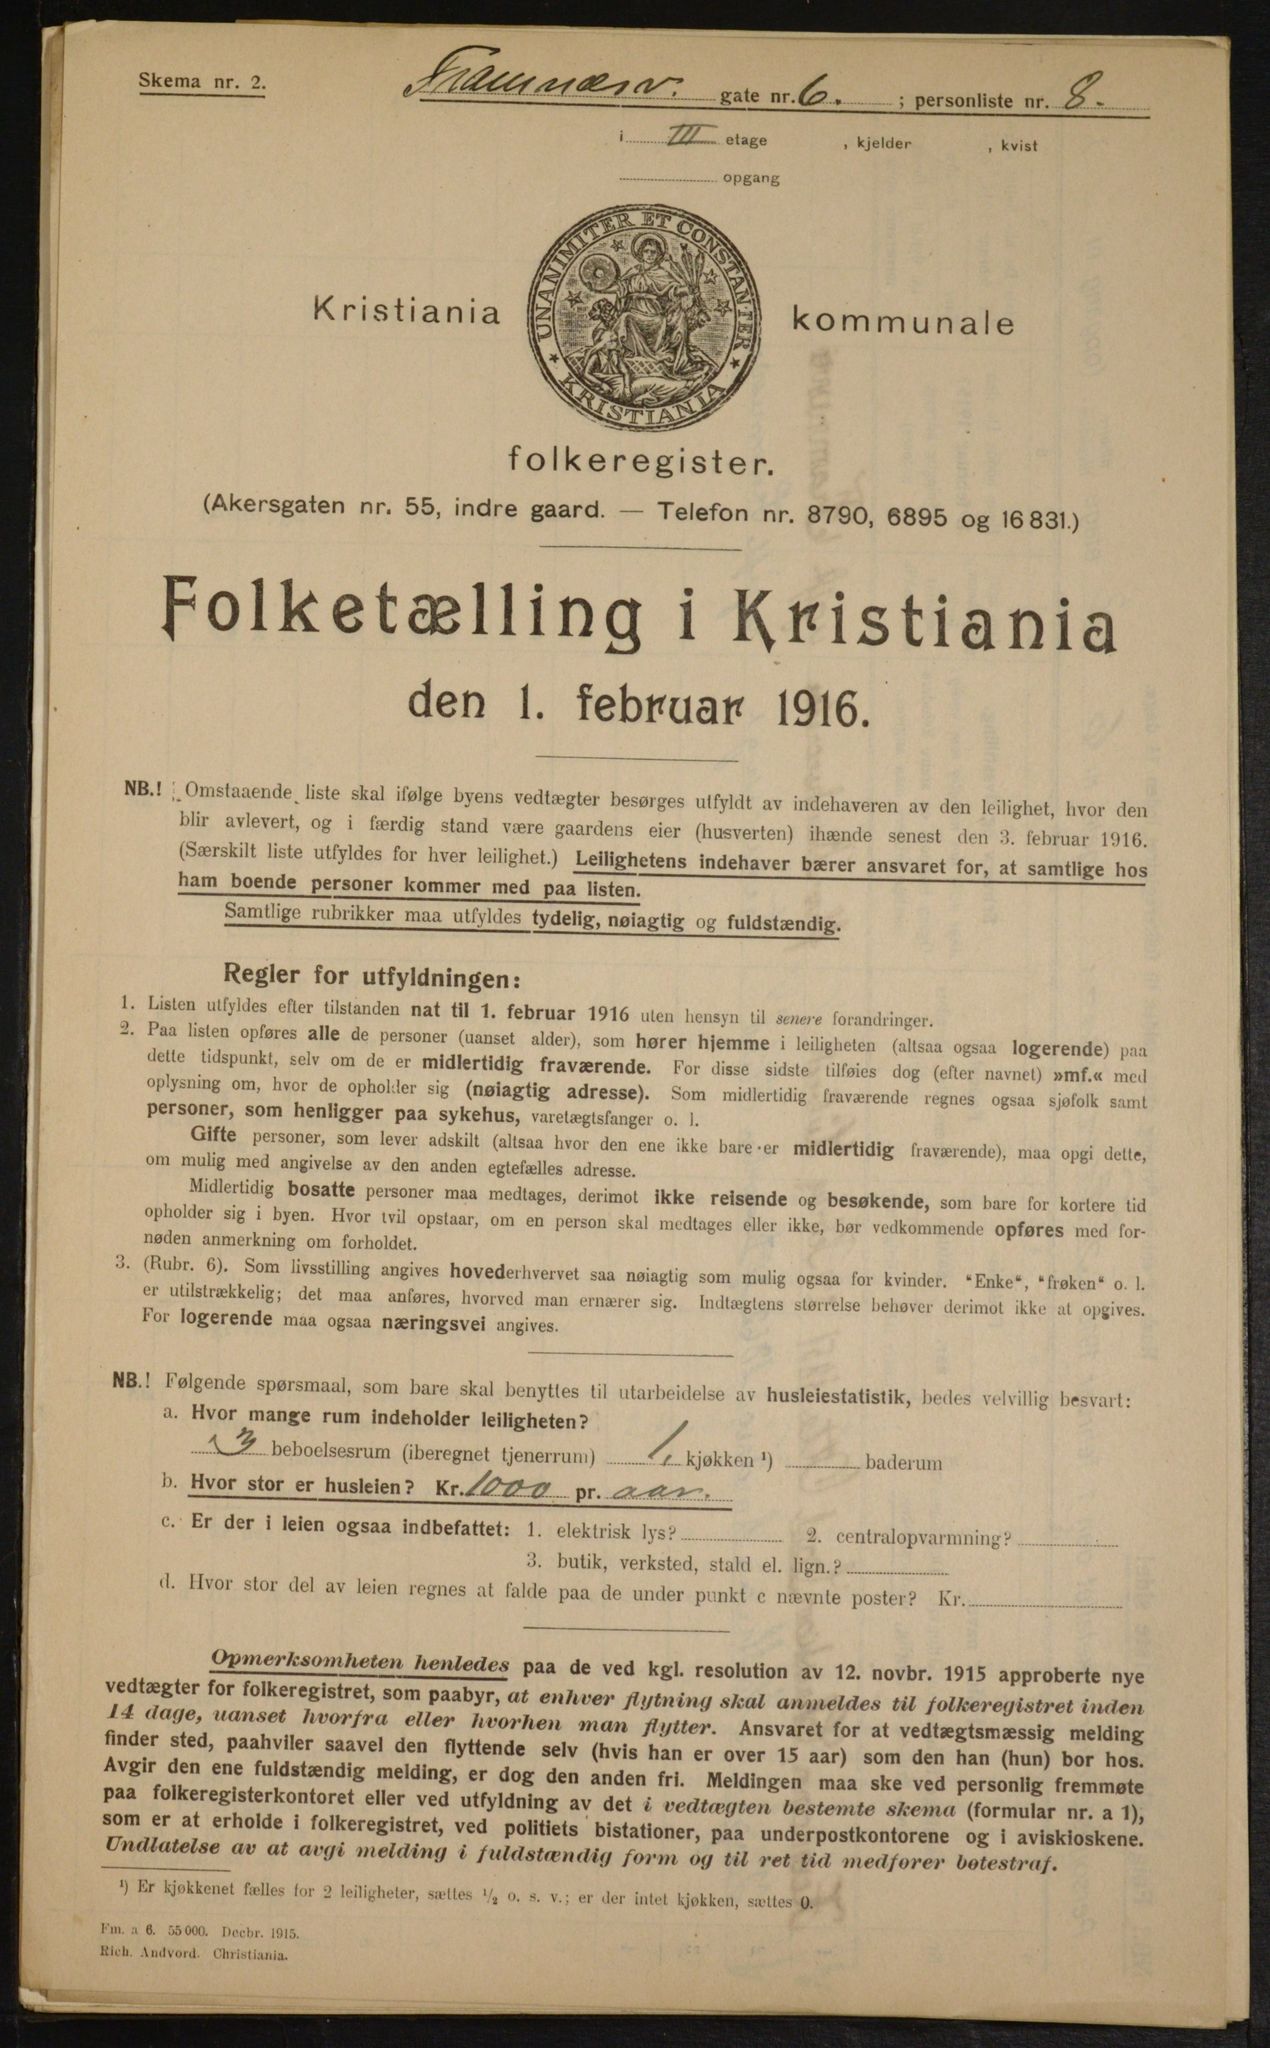 Skema nr. 2.
Framnæsv. gate nr. 6. ; personliste nr. 8.
i III etage , kjelder , kvist
opgang
UNANIMITER ET CONSTANTER
KRISTIANIA
Kristiania kommunale
folkeregister.
(Akersgaten nr. 55, indre gaard. — Telefon nr. 8790, 6895 og 16 831.)
Folketælling i Kristiania
den 1. februar 1916.
NB.! Omstaaende liste skal ifølge byens vedtægter besørges utfyldt av indehaveren av den leilighet, hvor den
blir avlevert, og i færdig stand være gaardens eier (husverten) ihænde senest den 3. februar 1916.
(Særskilt liste utfyldes for hver leilighet.) Leilighetens indehaver bærer ansvaret for, at samtlige hos
ham boende personer kommer med paa listen.
Samtlige rubrikker maa utfyldes tydelig, nøiagtig og fuldstændig.
Regler for utfyldningen:
1. Listen utfyldes efter tilstanden nat til 1. februar 1916 uten hensyn til senere forandringer.
2. Paa listen opføres alle de personer (uanset alder), som hører hjemme i leiligheten (altsaa ogsaa logerende) paa
dette tidspunkt, selv om de er midlertidig fraværende. For disse sidste tilføies dog (efter navnet) »mf.« med
oplysning om, hvor de opholder sig (nøiagtig adresse). Som midlertidig fraværende regnes ogsaa sjøfolk samt
personer, som henligger paa sykehus, varetægtsfanger o. l.
Gifte personer, som lever adskilt (altsaa hvor den ene ikke bare er midlertidig fraværende), maa opgi dette,
om mulig med angivelse av den anden egtefælles adresse.
Midlertidig bosatte personer maa medtages, derimot ikke reisende og besøkende, som bare for kortere tid
opholder sig i byen. Hvor tvil opstaar, om en person skal medtages eller ikke, bør vedkommende opføres med for-
nøden anmerkning om forholdet.
3. (Rubr. 6). Som livsstilling angives hovederhvervet saa nøiagtig som mulig ogsaa for kvinder. "Enke", "frøken" o. l.
er utilstrækkelig; det maa anføres, hvorved man ernærer sig. Indtægtens størrelse behøver derimot ikke at opgives.
For logerende maa ogsaa næringsvei angives.
NB.! Følgende spørsmaal, som bare skal benyttes til utarbeidelse av husleiestatistik, bedes velvillig besvart:
a. Hvor mange rum indeholder leiligheten?
3 beboelsesrum (iberegnet tjenerrum) 1, kjøkken ¹) baderum
b. Hvor stor er husleien? Kr. 1000 pr. aar.
c. Er der i leien ogsaa indbefattet: 1. elektrisk lys? 2. centralopvarmning?
3. butik, verksted, stald el. lign.?
d. Hvor stor del av leien regnes at falde paa de under punkt c nævnte poster? Kr.
Opmerksomheten henledes paa de ved kgl. resolution av 12. novbr. 1915 approberte nye
vedtægter for folkeregistret, som paabyr, at enhver flytning skal anmeldes til folkeregistret inden
14 dage, uanset hvorfra eller hvorhen man flytter. Ansvaret for at vedtægtsmæssig melding
finder sted, paahviler saavel den flyttende selv (hvis han er over 15 aar) som den han (hun) bor hos.
Avgir den ene fuldstændig melding, er dog den anden fri. Meldingen maa ske ved personlig fremmøte
paa folkeregisterkontoret eller ved utfyldning av det i vedtægten bestemte skema (formular nr. a 1),
som er at erholde i folkeregistret, ved politiets bistationer, paa underpostkontorene og i aviskioskene.
Undlatelse av at avgi melding i fuldstændig form og til ret tid medfører bøtestraf.
¹) Er kjøkkenet fælles for 2 leiligheter, sættes ½ o. s. v.; er der intet kjøkken, sættes 0.
Fm. a 6. 55 000. Decbr. 1915.
Rich. Andvord. Christiania.